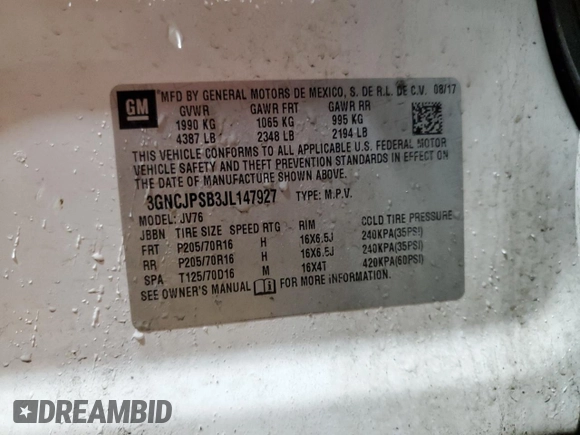 GM
MFD BY GENERAL MOTORS DE MEXICO, S. DE R.L. DE C.V. 08/17
GVWR GAWR FRT GAWR RR
1990 KG 1065 KG 995 KG
4387 LB 2348 LB 2194 LB
THIS VEHICLE CONFORMS TO ALL APPLICABLE U.S. FEDERAL MOTOR
VEHICLE SAFETY AND THEFT PREVENTION STANDARDS IN EFFECT ON
THE DATE OF MANUFACTURE SHOWN ABOVE.
3GNCJPSB3JL147927 TYPE: M.P.V.
MODEL: JV76
JBBN TIRE SIZE SPEED RTG RIM COLD TIRE PRESSURE
FRT P205/70R16 H 16X6.5J 240KPA(35PSI)
RR P205/70R16 H 16X6.5J 240KPA(35PSI)
SPA T125/70D16 M 16X4T 420KPA(60PSI)
SEE OWNER'S MANUAL FOR MORE INFORMATION.
DREAMBID